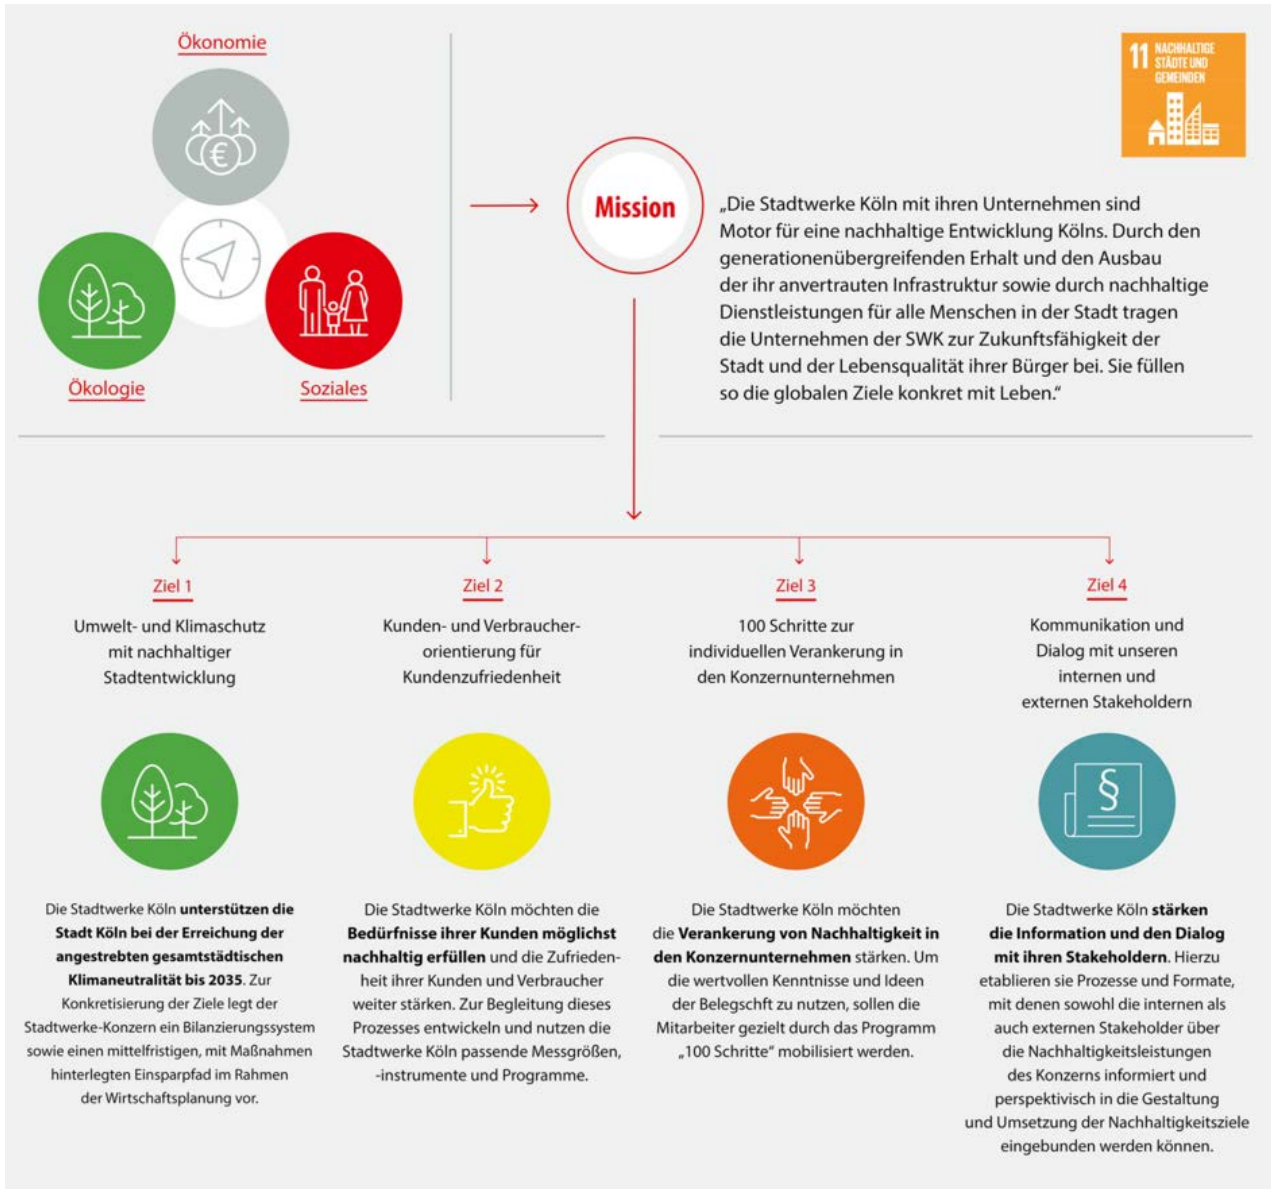 Ökonomie
Ökologie
Soziales
Mission
11 NACHHALTIGE
STÄDTE UND
GEMEINDEN
„Die Stadtwerke Köln mit ihren Unternehmen sind
Motor für eine nachhaltige Entwicklung Kölns. Durch den
generationenübergreifenden Erhalt und den Ausbau
der ihr anvertrauten Infrastruktur sowie durch nachhaltige
Dienstleistungen für alle Menschen in der Stadt tragen
die Unternehmen der SWK zur Zukunftsfähigkeit der
Stadt und der Lebensqualität ihrer Bürger bei. Sie füllen
so die globalen Ziele konkret mit Leben.“
Ziel 1
Umwelt- und Klimaschutz
mit nachhaltiger
Stadtentwicklung
Die Stadtwerke Köln unterstützen die
Stadt Köln bei der Erreichung der
angestrebten gesamtstädtischen
Klimaneutralität bis 2035. Zur
Konkretisierung der Ziele legt der
Stadtwerke-Konzern ein Bilanzierungssystem
sowie einen mittelfristigen, mit Maßnahmen
hinterlegten Einsparpfad im Rahmen
der Wirtschaftsplanung vor.
Ziel 2
Kunden- und Verbraucher-
orientierung für
Kundenzufriedenheit
Die Stadtwerke Köln möchten die
Bedürfnisse ihrer Kunden möglichst
nachhaltig erfüllen und die Zufrieden-
heit ihrer Kunden und Verbraucher
weiter stärken. Zur Begleitung dieses
Prozesses entwickeln und nutzen die
Stadtwerke Köln passende Messgrößen,
-instrumente und Programme.
Ziel 3
100 Schritte zur
individuellen Verankerung in
den Konzernunternehmen
Die Stadtwerke Köln möchten
die Verankerung von Nachhaltigkeit in
den Konzernunternehmen stärken. Um
die wertvollen Kenntnisse und Ideen
der Belegschft zu nutzen, sollen die
Mitarbeiter gezielt durch das Programm
„100 Schritte“ mobilisiert werden.
Ziel 4
Kommunikation und
Dialog mit unseren
internen und
externen Stakeholdern
§
Die Stadtwerke Köln stärken
die Information und den Dialog
mit ihren Stakeholdern. Hierzu
etablieren sie Prozesse und Formate,
mit denen sowohl die internen als
auch externen Stakeholder über
die Nachhaltigkeitsleistungen
des Konzerns informiert und
perspektivisch in die Gestaltung
und Umsetzung der Nachhaltigkeitsziele
eingebunden werden können.